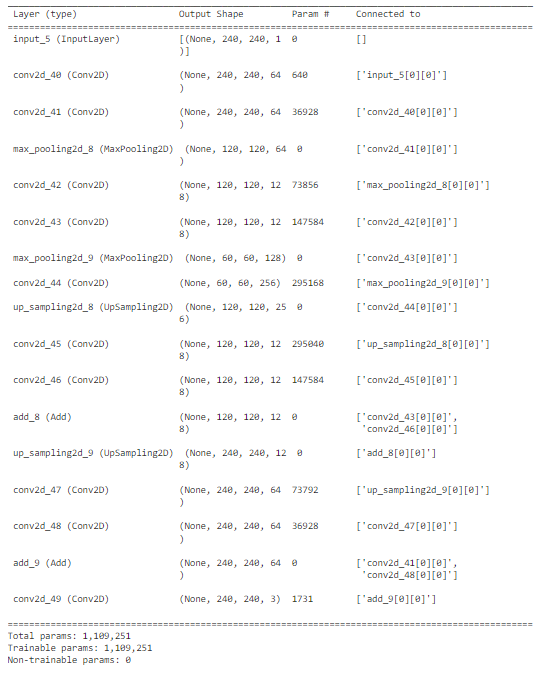 Layer (type) Output Shape Param # Connected to
==================================================================================================
input_5 (InputLayer) [(None, 240, 240, 1 0 []
)]
conv2d_40 (Conv2D) (None, 240, 240, 64 640 ['input_5[0][0]']
)
conv2d_41 (Conv2D) (None, 240, 240, 64 36928 ['conv2d_40[0][0]']
)
max_pooling2d_8 (MaxPooling2D) (None, 120, 120, 64 0 ['conv2d_41[0][0]']
)
conv2d_42 (Conv2D) (None, 120, 120, 12 73856 ['max_pooling2d_8[0][0]']
8)
conv2d_43 (Conv2D) (None, 120, 120, 12 147584 ['conv2d_42[0][0]']
8)
max_pooling2d_9 (MaxPooling2D) (None, 60, 60, 128) 0 ['conv2d_43[0][0]']
conv2d_44 (Conv2D) (None, 60, 60, 256) 295168 ['max_pooling2d_9[0][0]']
up_sampling2d_8 (UpSampling2D) (None, 120, 120, 25 0 ['conv2d_44[0][0]']
6)
conv2d_45 (Conv2D) (None, 120, 120, 12 295040 ['up_sampling2d_8[0][0]']
8)
conv2d_46 (Conv2D) (None, 120, 120, 12 147584 ['conv2d_45[0][0]']
8)
add_8 (Add) (None, 120, 120, 12 0 ['conv2d_43[0][0]',
8) 'conv2d_46[0][0]']
up_sampling2d_9 (UpSampling2D) (None, 240, 240, 12 0 ['add_8[0][0]']
8)
conv2d_47 (Conv2D) (None, 240, 240, 64 73792 ['up_sampling2d_9[0][0]']
)
conv2d_48 (Conv2D) (None, 240, 240, 64 36928 ['conv2d_47[0][0]']
)
add_9 (Add) (None, 240, 240, 64 0 ['conv2d_41[0][0]',
) 'conv2d_48[0][0]']
conv2d_49 (Conv2D) (None, 240, 240, 3) 1731 ['add_9[0][0]']
==================================================================================================
Total params: 1,109,251
Trainable params: 1,109,251
Non-trainable params: 0